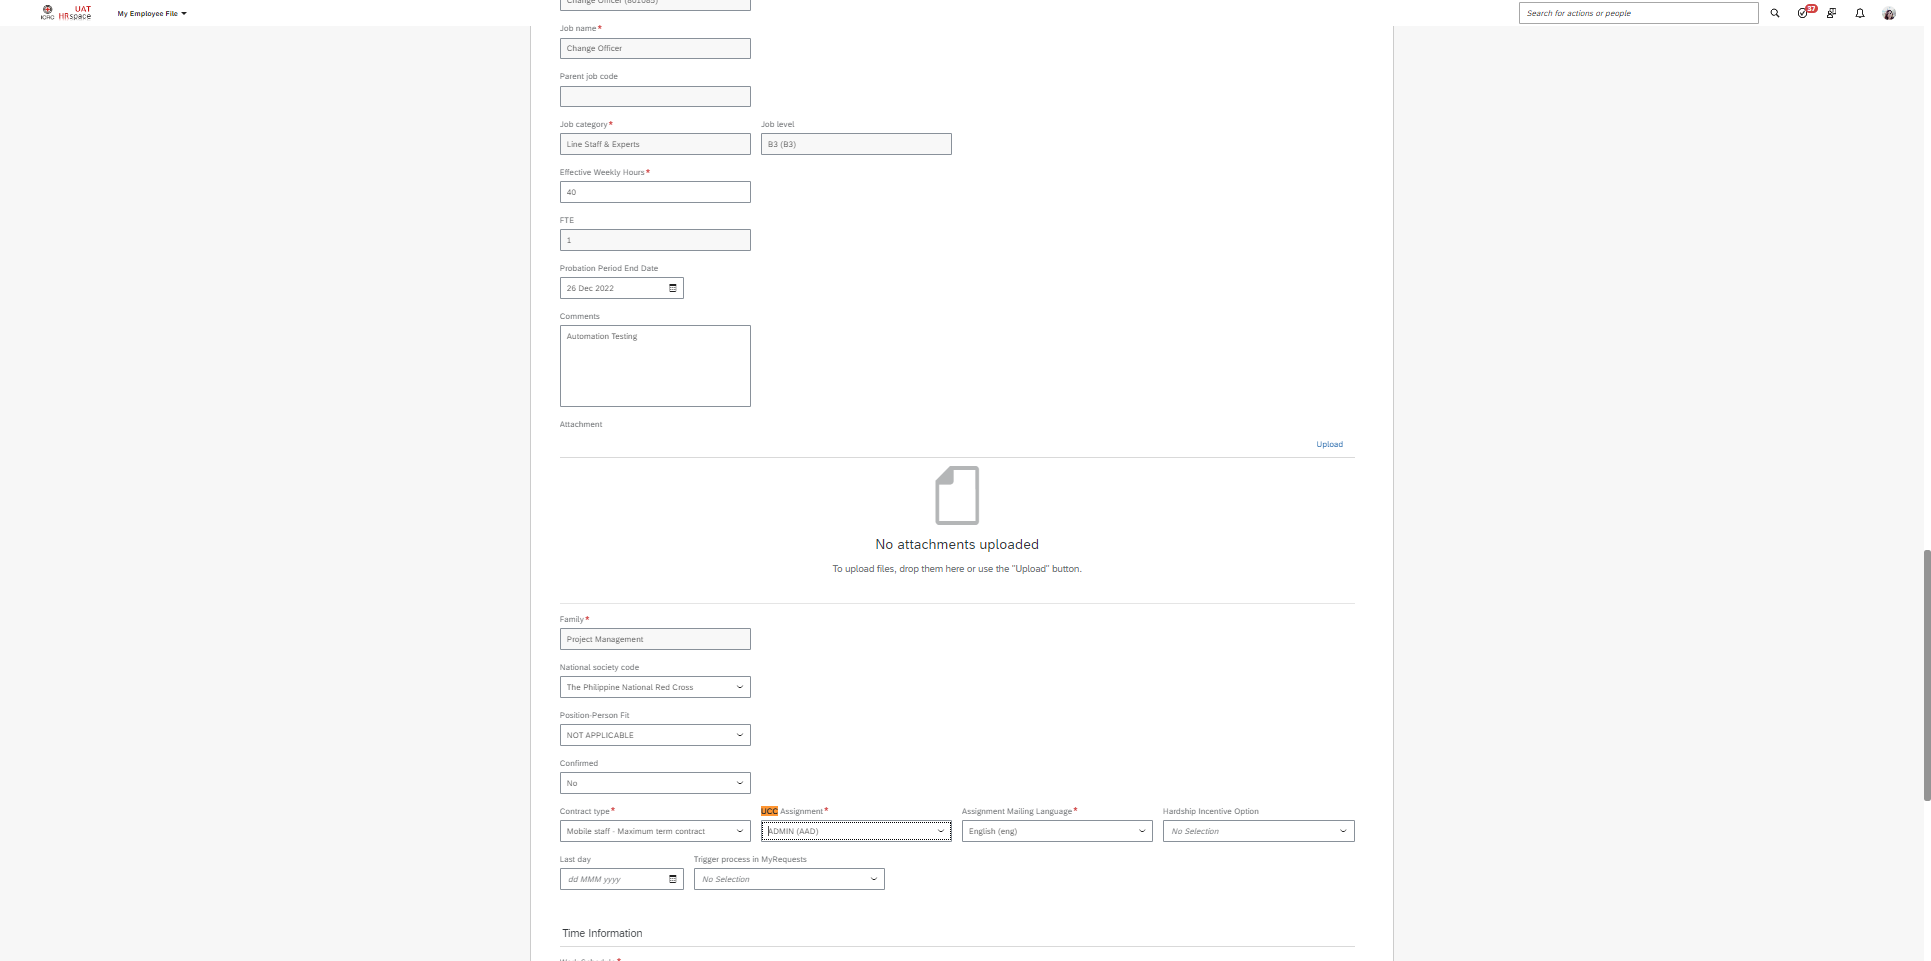 UAT
ICRC HRspace
My Employee File
Search for actions or people
37
Change Officer (801085)
Job name*
Change Officer
Parent job code
Job category* Job level
Line Staff & Experts B3 (B3)
Effective Weekly Hours*
40
FTE
1
Probation Period End Date
26 Dec 2022
Comments
Automation Testing
Attachment
Upload
No attachments uploaded
To upload files, drop them here or use the "Upload" button.
Family*
Project Management
National society code
The Philippine National Red Cross
Position-Person Fit
NOT APPLICABLE
Confirmed
No
Contract type* UCC Assignment* Assignment Mailing Language* Hardship Incentive Option
Mobile staff - Maximum term contract ADMIN (AAD) English (eng) No Selection
Last day Trigger process in MyRequests
dd MMM yyyy No Selection
Time Information
Work Schedule*